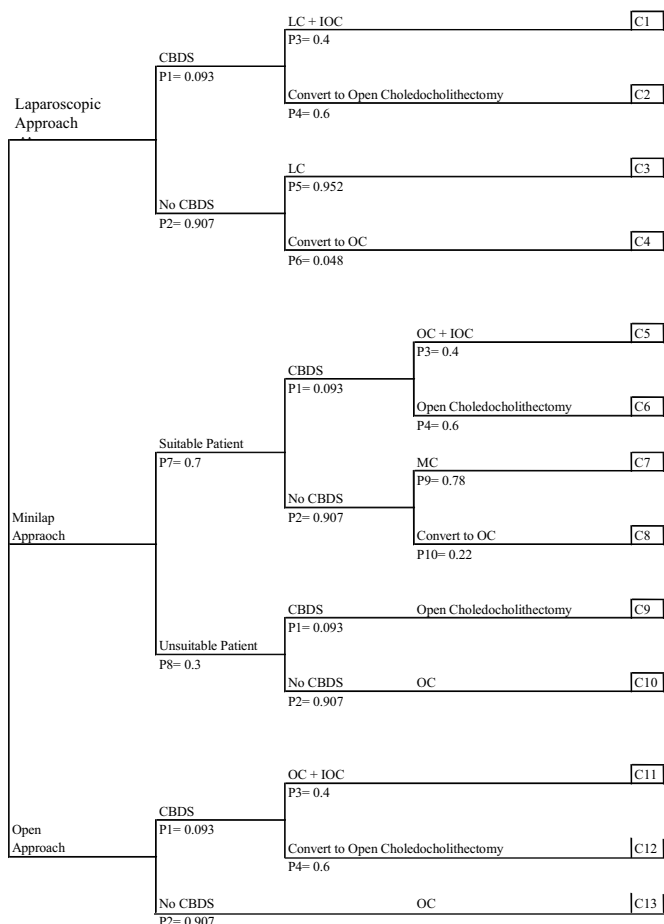 LC + IOC C1
P3= 0.4
CBDS
P1= 0.093
Convert to Open Choledocholithectomy C2
P4= 0.6
Laparoscopic
Approach
LC C3
P5= 0.952
No CBDS
P2= 0.907
Convert to OC C4
P6= 0.048
OC + IOC C5
P3= 0.4
CBDS
P1= 0.093
Open Choledocholithectomy C6
P4= 0.6
Suitable Patient
P7= 0.7
MC C7
P9= 0.78
No CBDS
P2= 0.907
Minilap
Appraoch
Convert to OC C8
P10= 0.22
CBDS Open Choledocholithectomy C9
P1= 0.093
Unsuitable Patient
P8= 0.3
No CBDS OC C10
P2= 0.907
OC + IOC C11
P3= 0.4
CBDS
P1= 0.093
Open
Approach
Convert to Open Choledocholithectomy C12
P4= 0.6
No CBDS OC C13
P2= 0.907